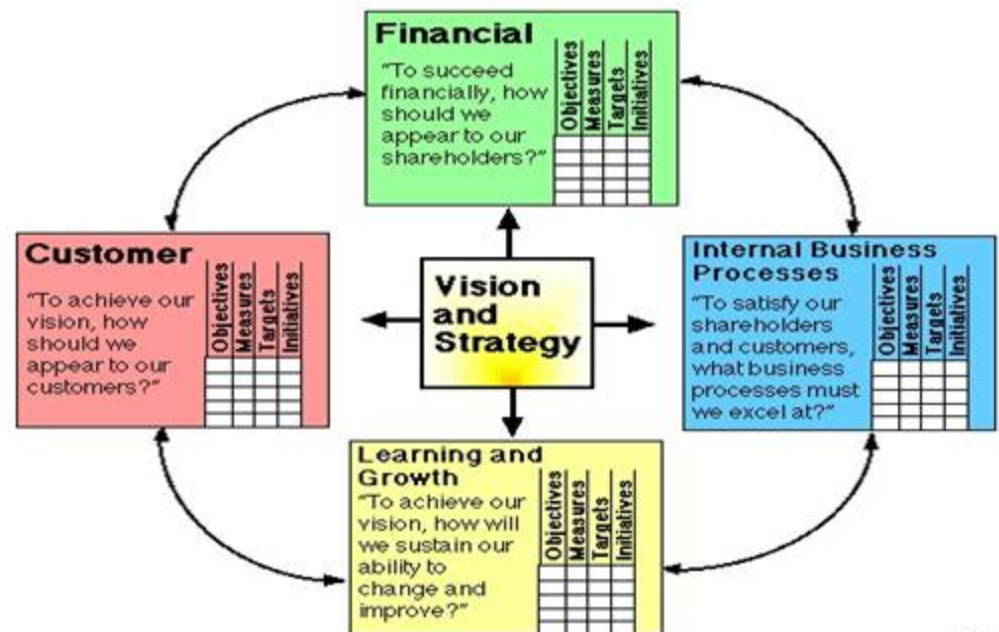 Financial
“To succeed
financially, how
should we
appear to our
shareholders?”
Objectives
Measures
Targets
Initiatives
Customer
“To achieve our
vision, how
should we
appear to our
customers?”
Objectives
Measures
Targets
Initiatives
Vision
and
Strategy
Internal Business
Processes
“To satisfy our
shareholders
and customers,
what business
processes must
we excel at?”
Objectives
Measures
Targets
Initiatives
Learning and
Growth
“To achieve our
vision, how will
we sustain our
ability to
change and
improve?”
Objectives
Measures
Targets
Initiatives